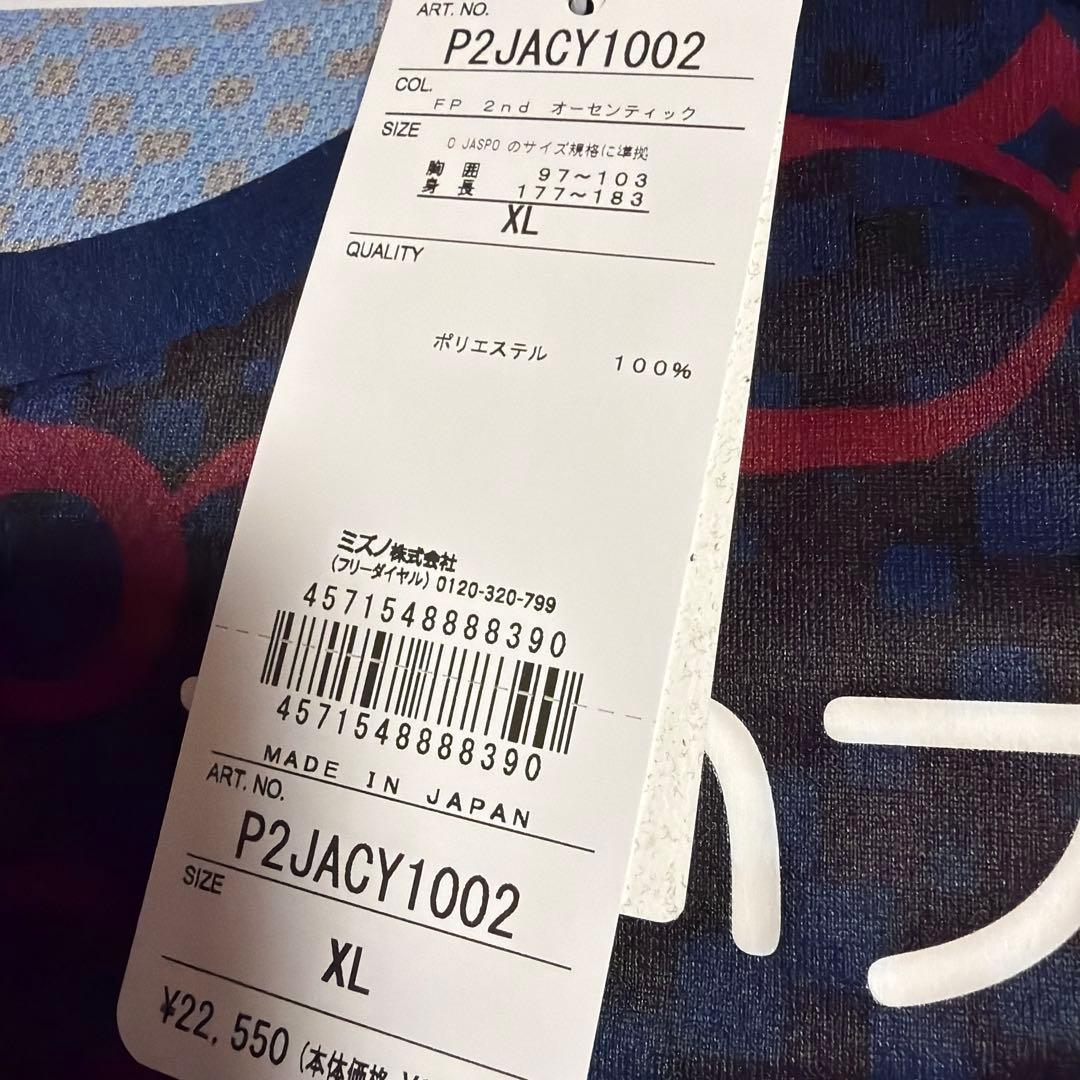 ART. NO.
P2JACY1002
COL.
FP 2nd オーセンティック
SIZE
O JASPO のサイズ規格に準拠
胸囲 97～103
身長 177～183
XL
QUALITY
ポリエステル 100%
ミズノ株式会社
(フリーダイヤル) 0120-320-799
4571548888390
4571548888390
MADE IN JAPAN
ART. NO.
P2JACY1002
SIZE
XL
¥22,550 (本体価格